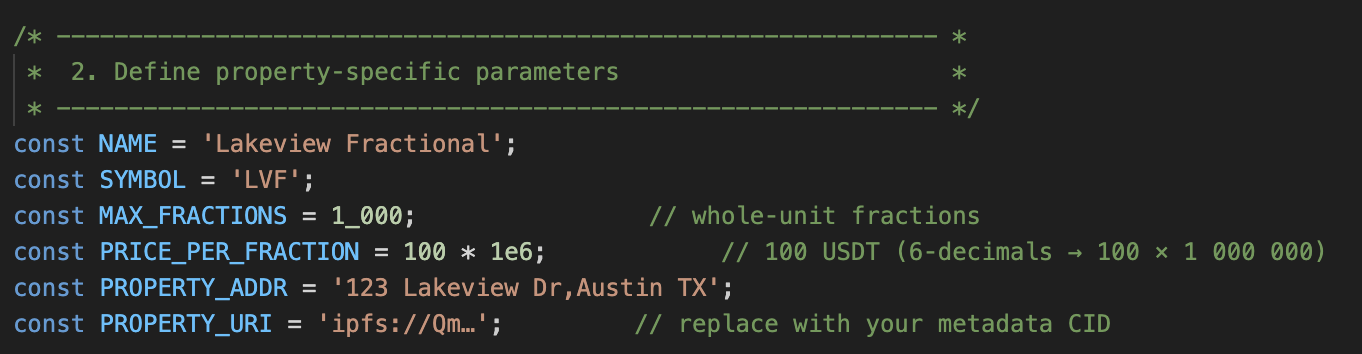 /* ------------------------------------------------------------- *
 *  2. Define property-specific parameters                       *
 * ------------------------------------------------------------- */
const NAME = 'Lakeview Fractional';
const SYMBOL = 'LVF';
const MAX_FRACTIONS = 1_000;                // whole-unit fractions
const PRICE_PER_FRACTION = 100 * 1e6;            // 100 USDT (6-decimals → 100 × 1 000 000)
const PROPERTY_ADDR = '123 Lakeview Dr,Austin TX';
const PROPERTY_URI = 'ipfs://Qm…';         // replace with your metadata CID